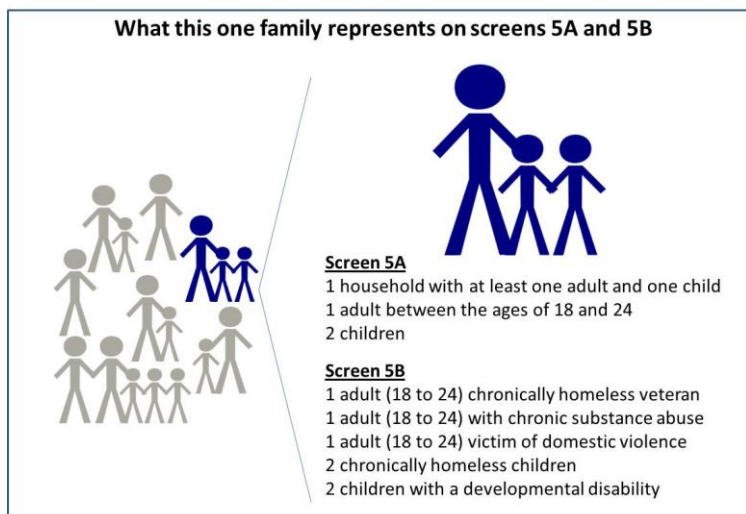 What this one family represents on screens 5A and 5B
Screen 5A
1 household with at least one adult and one child
1 adult between the ages of 18 and 24
2 children
Screen 5B
1 adult (18 to 24) chronically homeless veteran
1 adult (18 to 24) with chronic substance abuse
1 adult (18 to 24) victim of domestic violence
2 chronically homeless children
2 children with a developmental disability